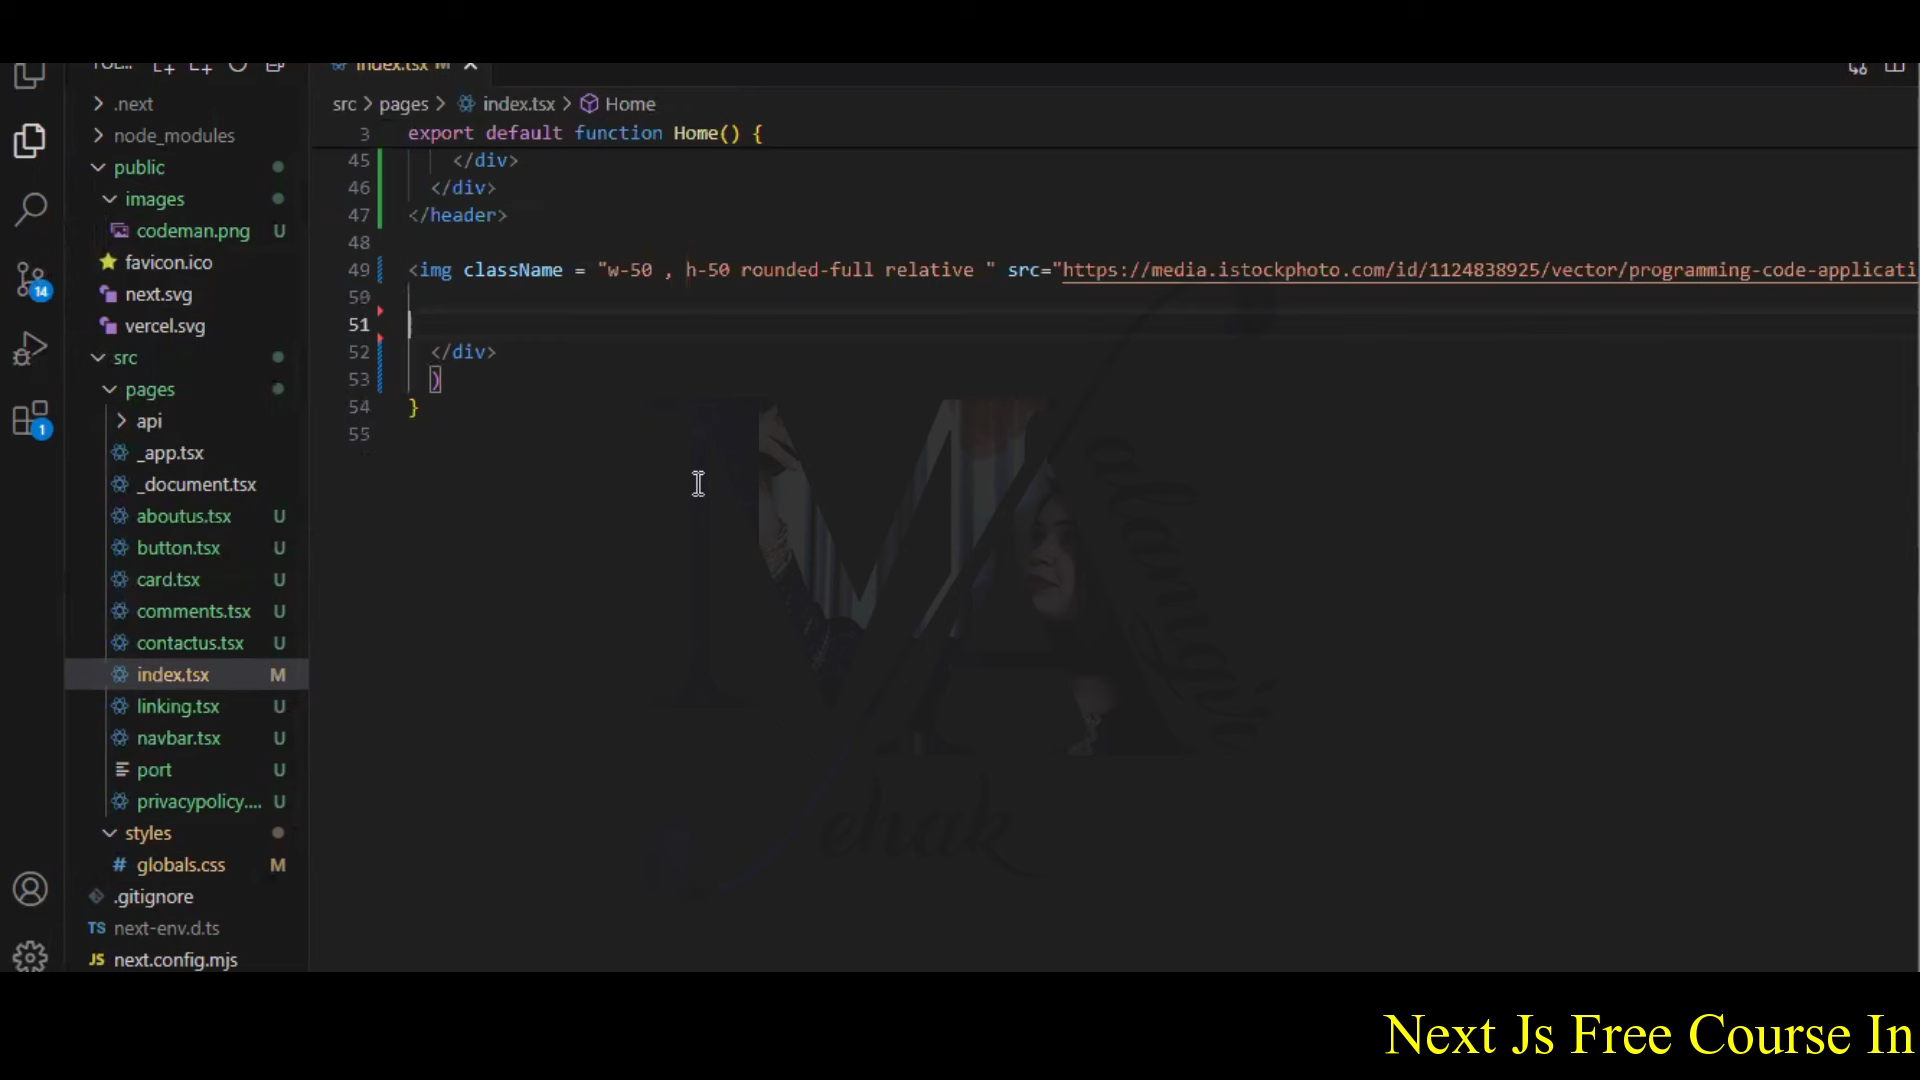 index.tsx M
src > pages > index.tsx > Home
3 export default function Home() {
45 </div>
46 </div>
47 </header>
48
49 <img className = "w-50 , h-50 rounded-full relative " src="https://media.istockphoto.com/id/1124838925/vector/programming-code-applicati
50
51
52 </div>
53 )
54 }
55
.next
node_modules
public
images
codeman.png U
favicon.ico
next.svg
vercel.svg
src
pages
api
_app.tsx
_document.tsx
aboutus.tsx U
button.tsx U
card.tsx U
comments.tsx U
contactus.tsx U
index.tsx M
linking.tsx U
navbar.tsx U
port U
privacypolicy.... U
styles
# globals.css M
.gitignore
TS next-env.d.ts
JS next.config.mjs
14
1
ehak
Next Js Free Course In